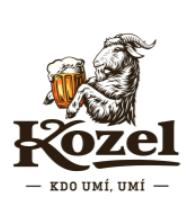 Kozel
— KDO UMÍ, UMÍ —